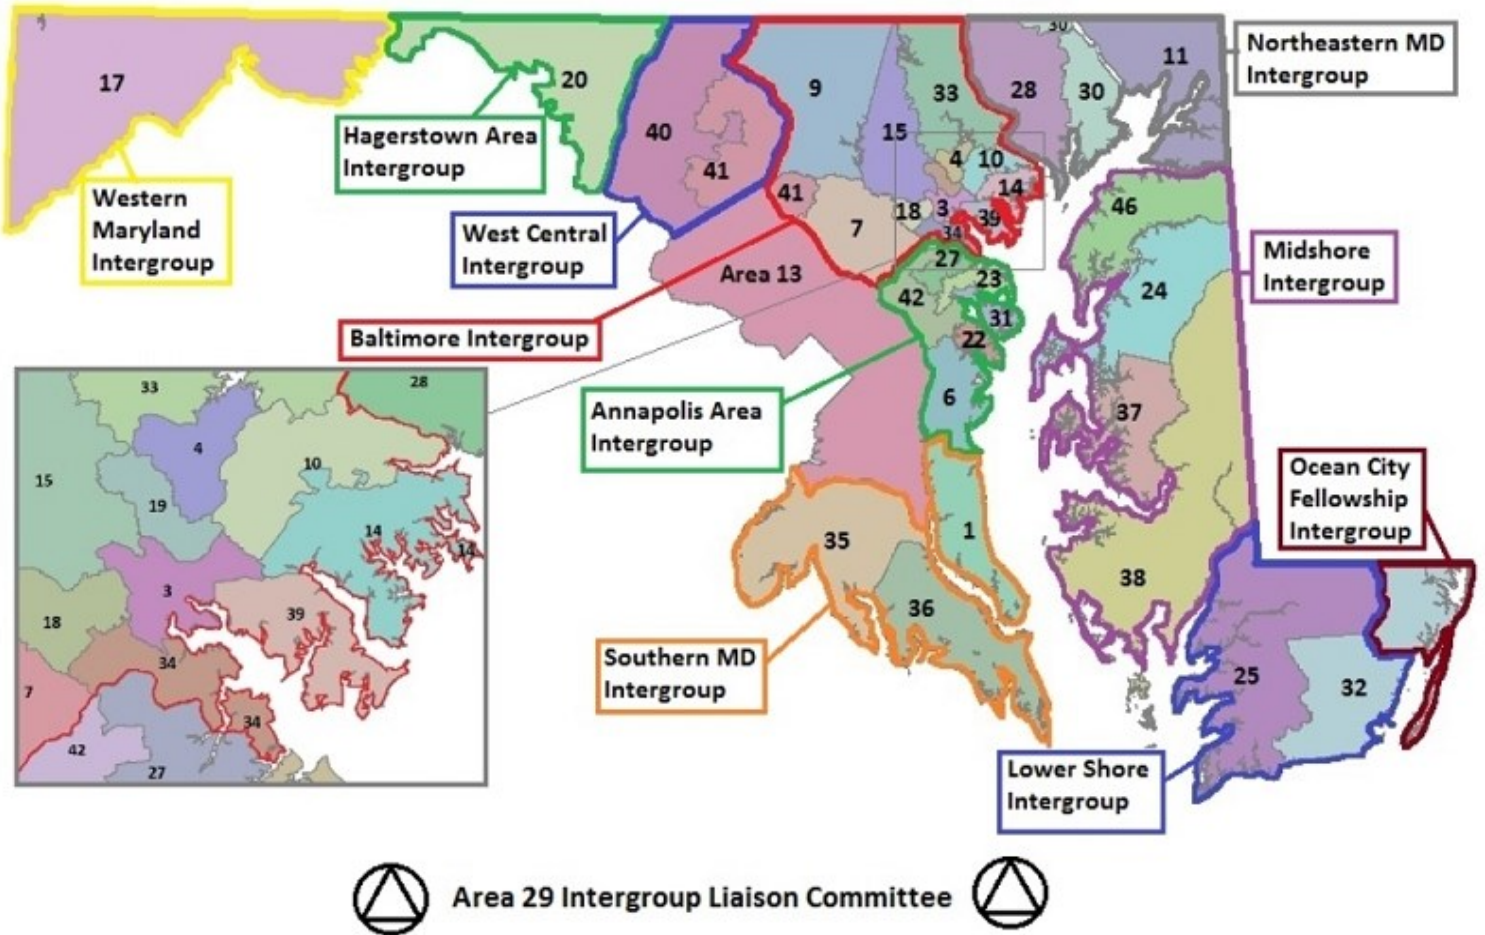 30
17
20
40
41
41
9
15
33
28
30
11
4
10
14
18
3
39
34
7
27
23
42
31
22
6
Area 13
46
24
37
38
1
35
36
25
32
Northeastern MD
Intergroup
Hagerstown Area
Intergroup
Western
Maryland
Intergroup
West Central
Intergroup
Midshore
Intergroup
Baltimore Intergroup
Annapolis Area
Intergroup
Ocean City
Fellowship
Intergroup
Southern MD
Intergroup
Lower Shore
Intergroup
33
28
4
10
15
19
14
14
3
39
18
34
7
34
42
27
Area 29 Intergroup Liaison Committee